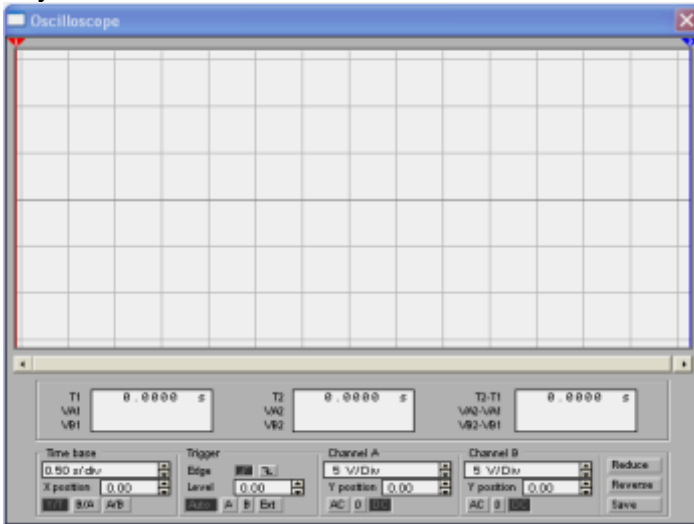 Oscilloscope
T1 0.0000 s T2 0.0000 s T2-T1 0.0000 s
VA1 VA2 VA2-VA1
VB1 VB2 VB2-VB1
Time base Trigger Channel A Channel B
0.50 s/div Edge 5 V/Div 5 V/Div Reduce
X position 0.00 Level 0.00 Y position 0.00 Y position 0.00 Reverse
Y/T B/A A/B Auto A B Ext AC 0 DC AC 0 DC Save